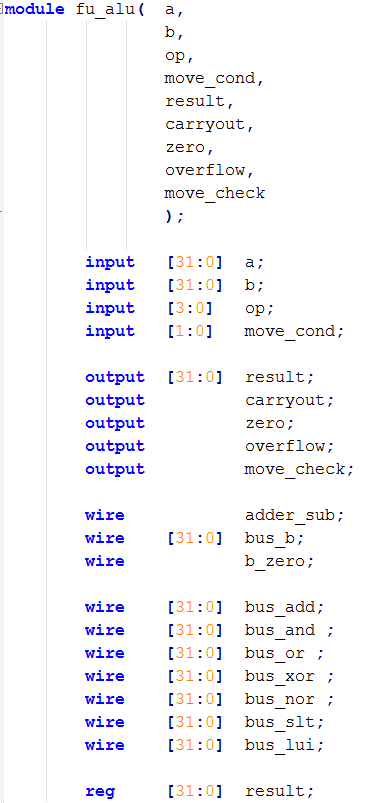 module fu_alu( a,
b,
op,
move_cond,
result,
carryout,
zero,
overflow,
move_check
);
input [31:0] a;
input [31:0] b;
input [3:0] op;
input [1:0] move_cond;
output [31:0] result;
output carryout;
output zero;
output overflow;
output move_check;
wire adder_sub;
wire [31:0] bus_b;
wire b_zero;
wire [31:0] bus_add;
wire [31:0] bus_and ;
wire [31:0] bus_or ;
wire [31:0] bus_xor ;
wire [31:0] bus_nor ;
wire [31:0] bus_slt;
wire [31:0] bus_lui;
reg [31:0] result;